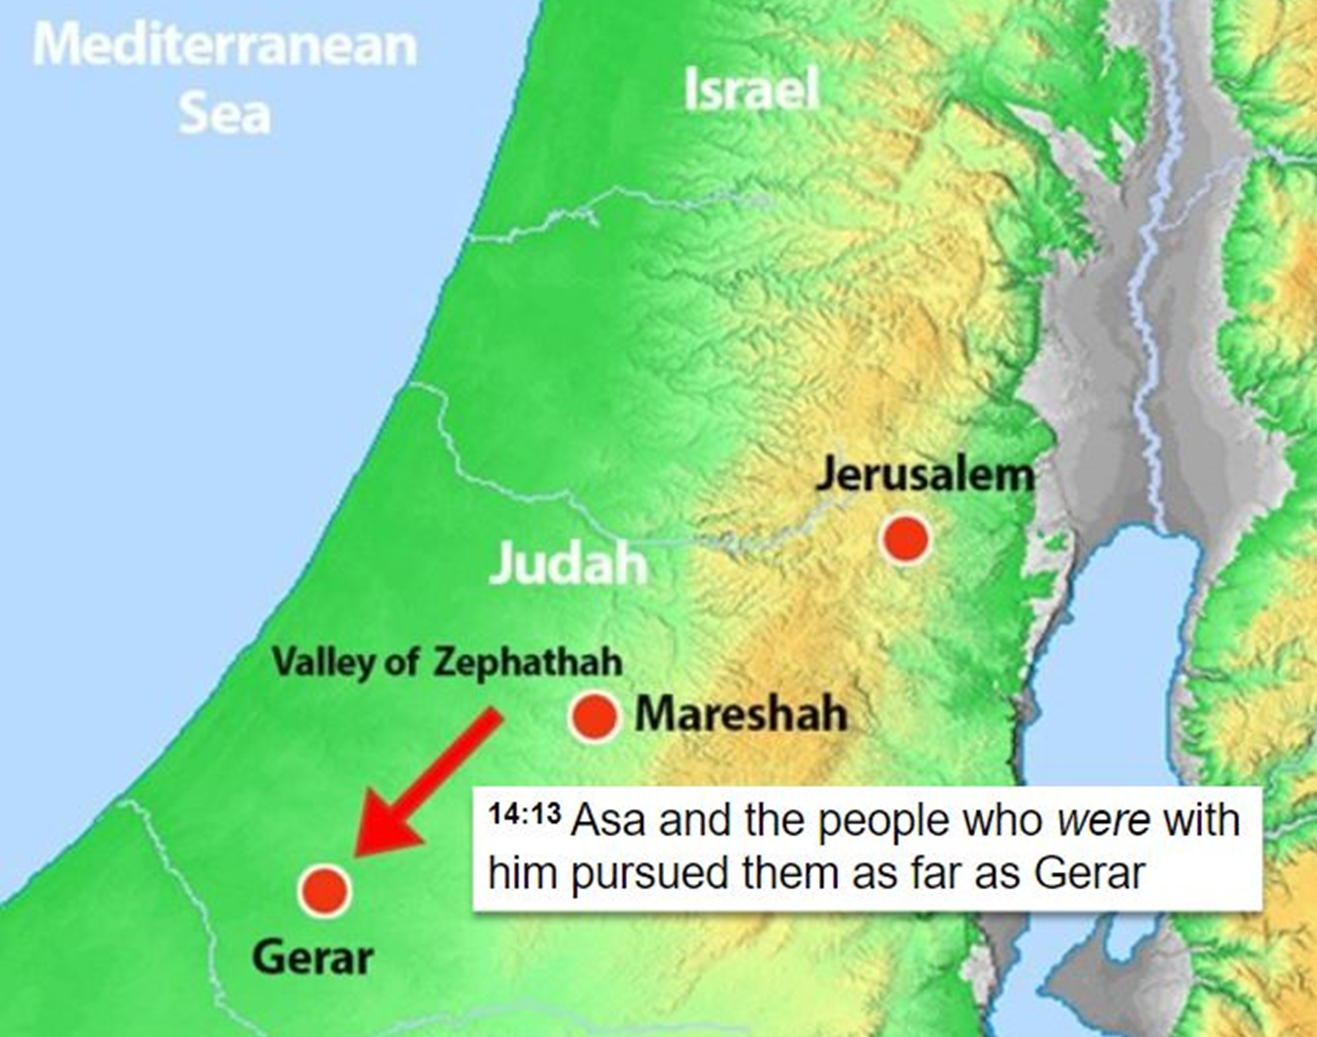 Mediterranean
Sea
Israel
Jerusalem
Judah
Valley of Zephathah
Mareshah
14:13 Asa and the people who were with
him pursued them as far as Gerar
Gerar